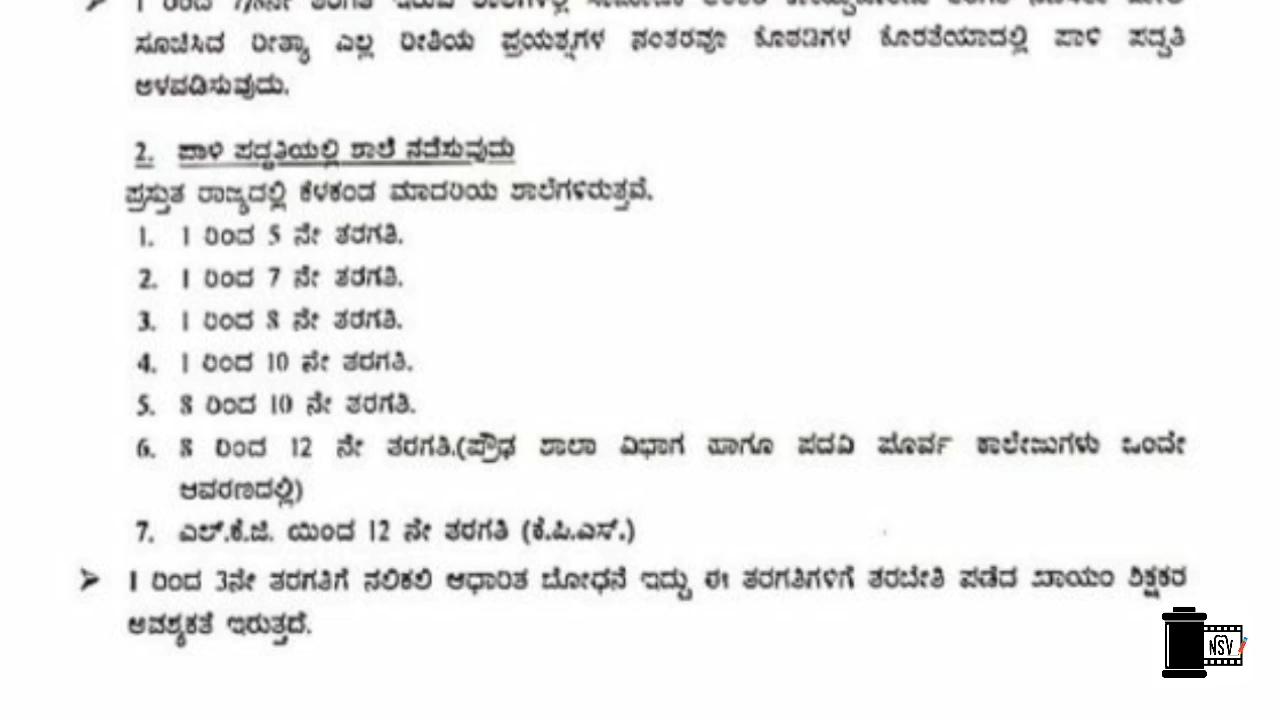 ಸೂಚಿಸಿದ ರೀತ್ಯಾ ಎಲ್ಲ ರೀತಿಯ ಪ್ರಯತ್ನಗಳ ನಂತರವೂ ಕೊಠಡಿಗಳ ಕೊರತೆಯಾದಲ್ಲಿ ಪಾಳಿ ಪದ್ಧತಿ
ಅಳವಡಿಸುವುದು.
2. ಪಾಳಿ ಪದ್ಧತಿಯಲ್ಲಿ ಶಾಲೆ ನಡೆಸುವುದು
ಪ್ರಸ್ತುತ ರಾಜ್ಯದಲ್ಲಿ ಕೆಳಕಂಡ ಮಾದರಿಯ ಶಾಲೆಗಳಿರುತ್ತವೆ.
1. 1 ರಿಂದ 5 ನೇ ತರಗತಿ.
2. 1 ರಿಂದ 7 ನೇ ತರಗತಿ.
3. 1 ರಿಂದ 8 ನೇ ತರಗತಿ.
4. 1 ರಿಂದ 10 ನೇ ತರಗತಿ.
5. 8 ರಿಂದ 10 ನೇ ತರಗತಿ.
6. 8 ರಿಂದ 12 ನೇ ತರಗತಿ.(ಪ್ರೌಢ ಶಾಲಾ ವಿಭಾಗ ಹಾಗೂ ಪದವಿ ಪೂರ್ವ ಕಾಲೇಜುಗಳು ಒಂದೇ
ಆವರಣದಲ್ಲಿ)
7. ಎಲ್.ಕೆ.ಜಿ. ಯಿಂದ 12 ನೇ ತರಗತಿ (ಕೆ.ಪಿ.ಎಸ್.)
➤ 1 ರಿಂದ 3ನೇ ತರಗತಿಗೆ ನಲಿಕಲಿ ಆಧಾರಿತ ಬೋಧನೆ ಇದ್ದು ಈ ತರಗತಿಗಳಿಗೆ ತರಬೇತಿ ಪಡೆದ ಖಾಯಂ ಶಿಕ್ಷಕರ
ಅವಶ್ಯಕತೆ ಇರುತ್ತದೆ.
NSV